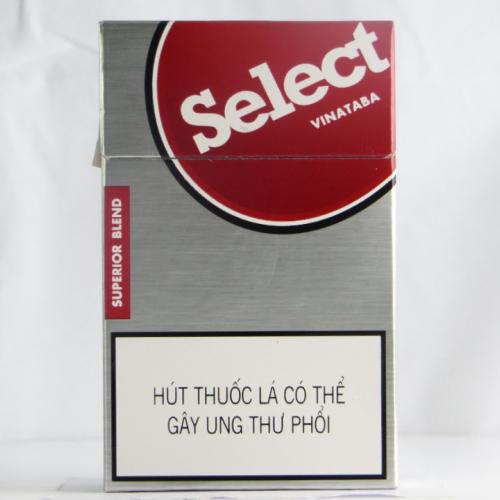 Select
VINATABA
SUPERIOR BLEND
HÚT THUỐC LÁ CÓ THỂ
GÂY UNG THƯ PHỔI